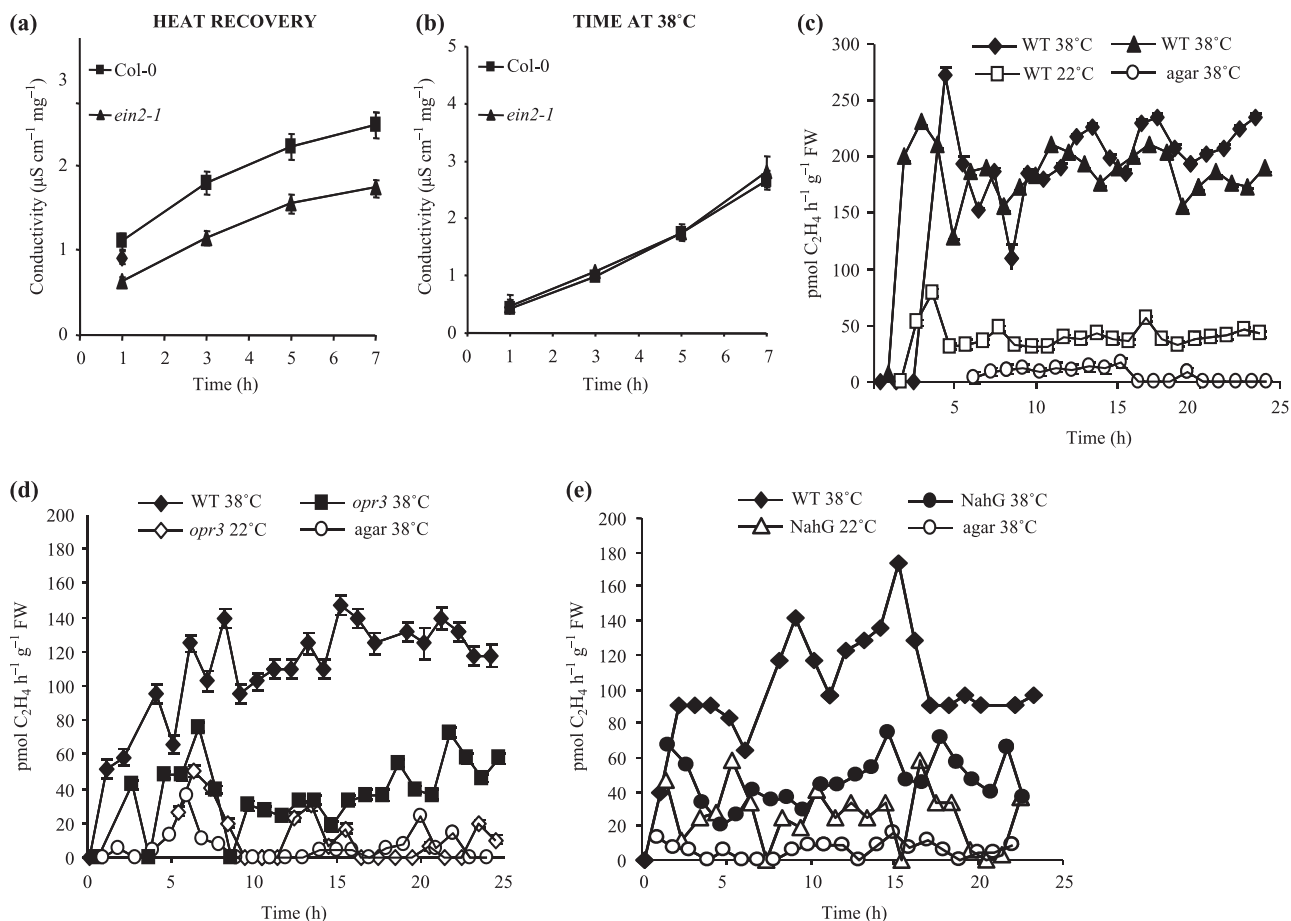 (a) HEAT RECOVERY
Col-0
ein2-1
Conductivity (µS cm⁻¹ mg⁻¹)
3
2
1
0
0 1 3 5 7
Time (h)
(b) TIME AT 38˚C
Col-0
ein2-1
Conductivity (µS cm⁻¹ mg⁻¹)
5
4
3
2
1
0
0 1 3 5 7
Time (h)
(c)
WT 38˚C WT 38˚C
WT 22˚C agar 38˚C
pmol C₂H₄ h⁻¹ g⁻¹ FW
300
250
200
150
100
50
0
5 10 15 20 25
Time (h)
(d)
WT 38˚C opr3 38˚C
opr3 22˚C agar 38˚C
pmol C₂H₄ h⁻¹ g⁻¹ FW
200
180
160
140
120
100
80
60
40
20
0
0 5 10 15 20 25
Time (h)
(e)
WT 38˚C NahG 38˚C
NahG 22˚C agar 38˚C
pmol C₂H₄ h⁻¹ g⁻¹ FW
200
180
160
140
120
100
80
60
40
20
0
0 5 10 15 20 25
Time (h)